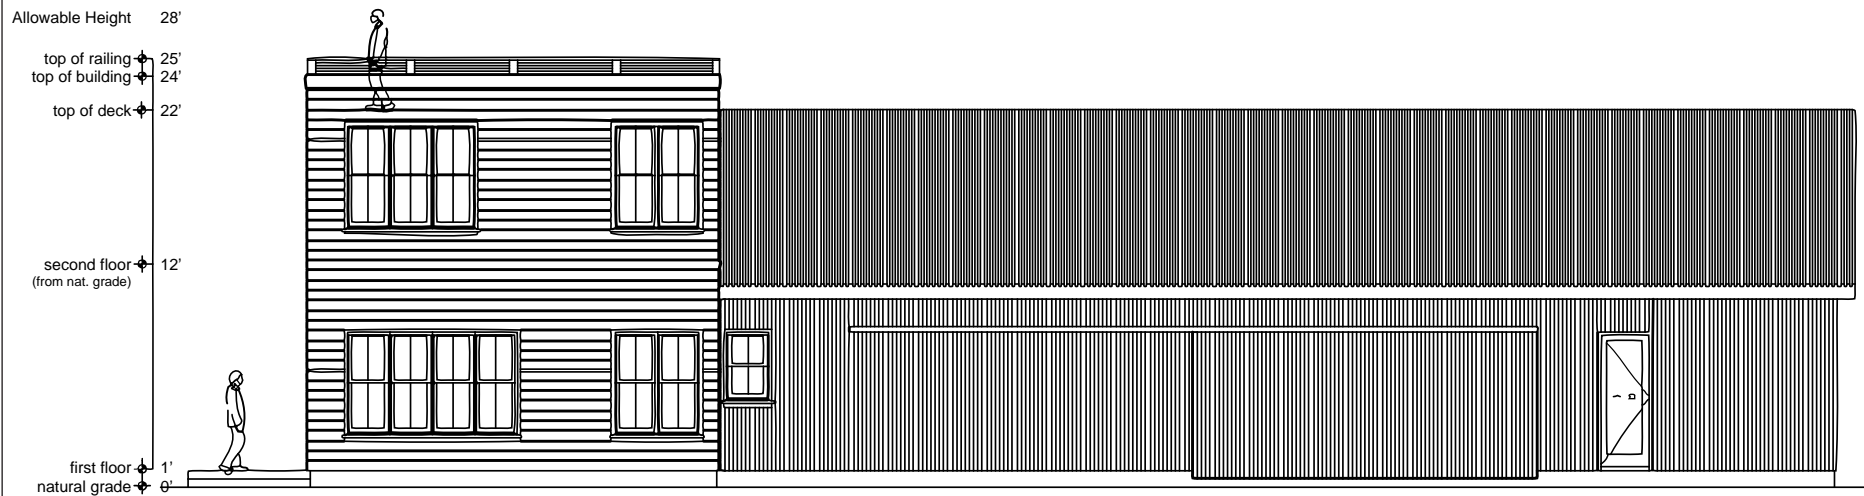 Allowable Height 28’
top of railing 25’
top of building 24’
top of deck 22’
second floor 12’
(from nat. grade)
first floor 1’
natural grade 0’